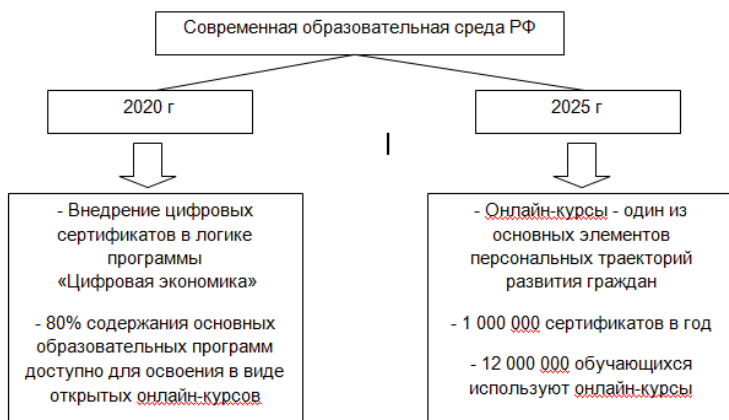 Современная образовательная среда РФ
2020 г
2025 г
- Внедрение цифровых
сертификатов в логике
программы
«Цифровая экономика»
- 80% содержания основных
образовательных программ
доступно для освоения в виде
открытых онлайн-курсов
- Онлайн-курсы - один из
основных элементов
персональных траекторий
развития граждан
- 1 000 000 сертификатов в год
- 12 000 000 обучающихся
используют онлайн-курсы